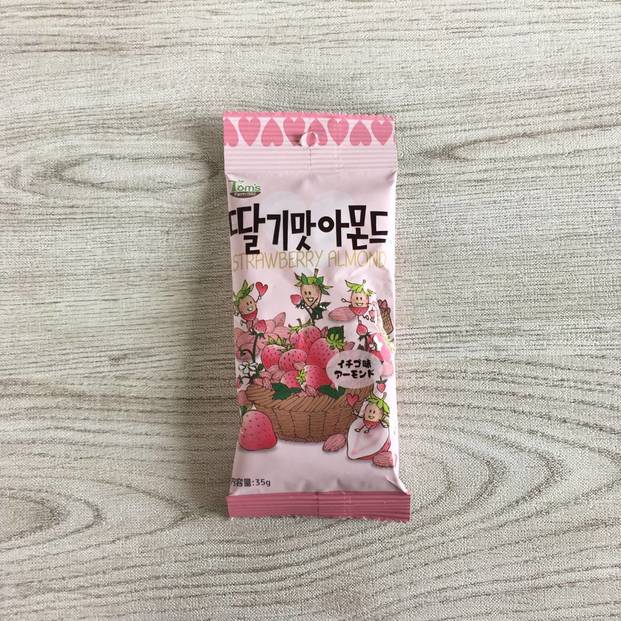 Tom's
딸기맛 아몬드
STRAWBERRY ALMOND
イチゴ味
アーモンド
内容量:35g